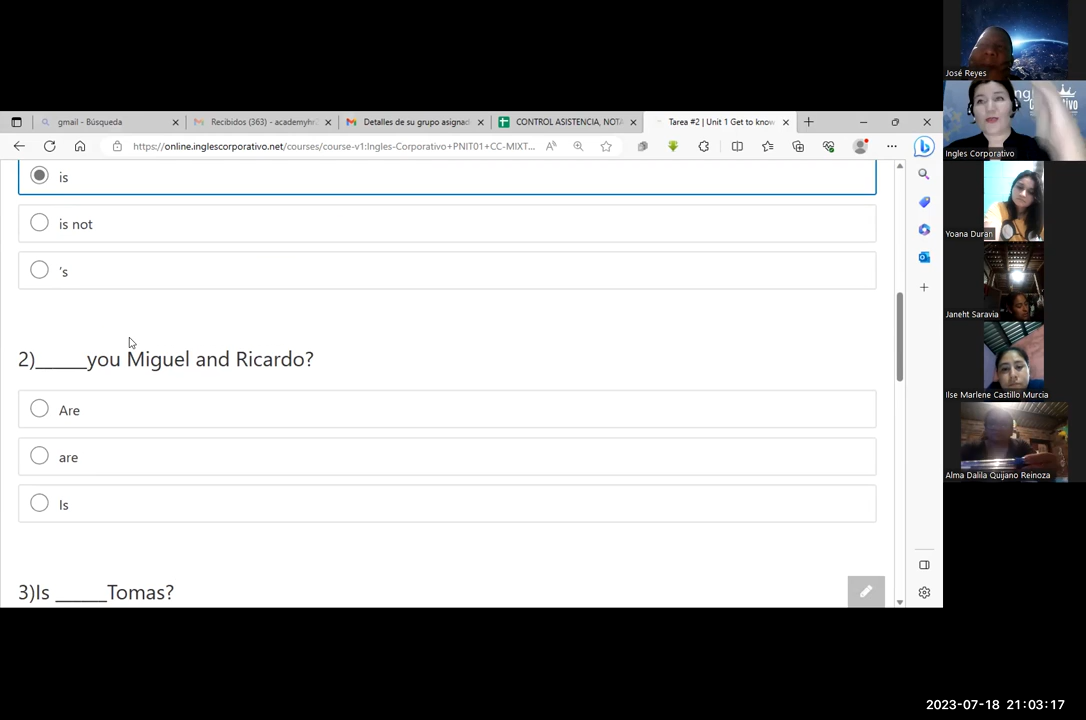 gmail - Búsqueda
Recibidos (363) - academyhr.
Detalles de su grupo asignad
CONTROL ASISTENCIA, NOTA
Tarea #2 | Unit 1 Get to know
https://online.inglescorporativo.net/courses/course-v1:Ingles-Corporativo+PNIT01+CC-MIXT...
is
is not
's
2)_____you Miguel and Ricardo?
Are
are
Is
3)Is _____Tomas?
José Reyes
Ingles Corporativo
Yoana Duran
Janeht Saravia
Ilse Marlene Castillo Murcia
Alma Dalila Quijano Reinoza
2023-07-18 21:03:17